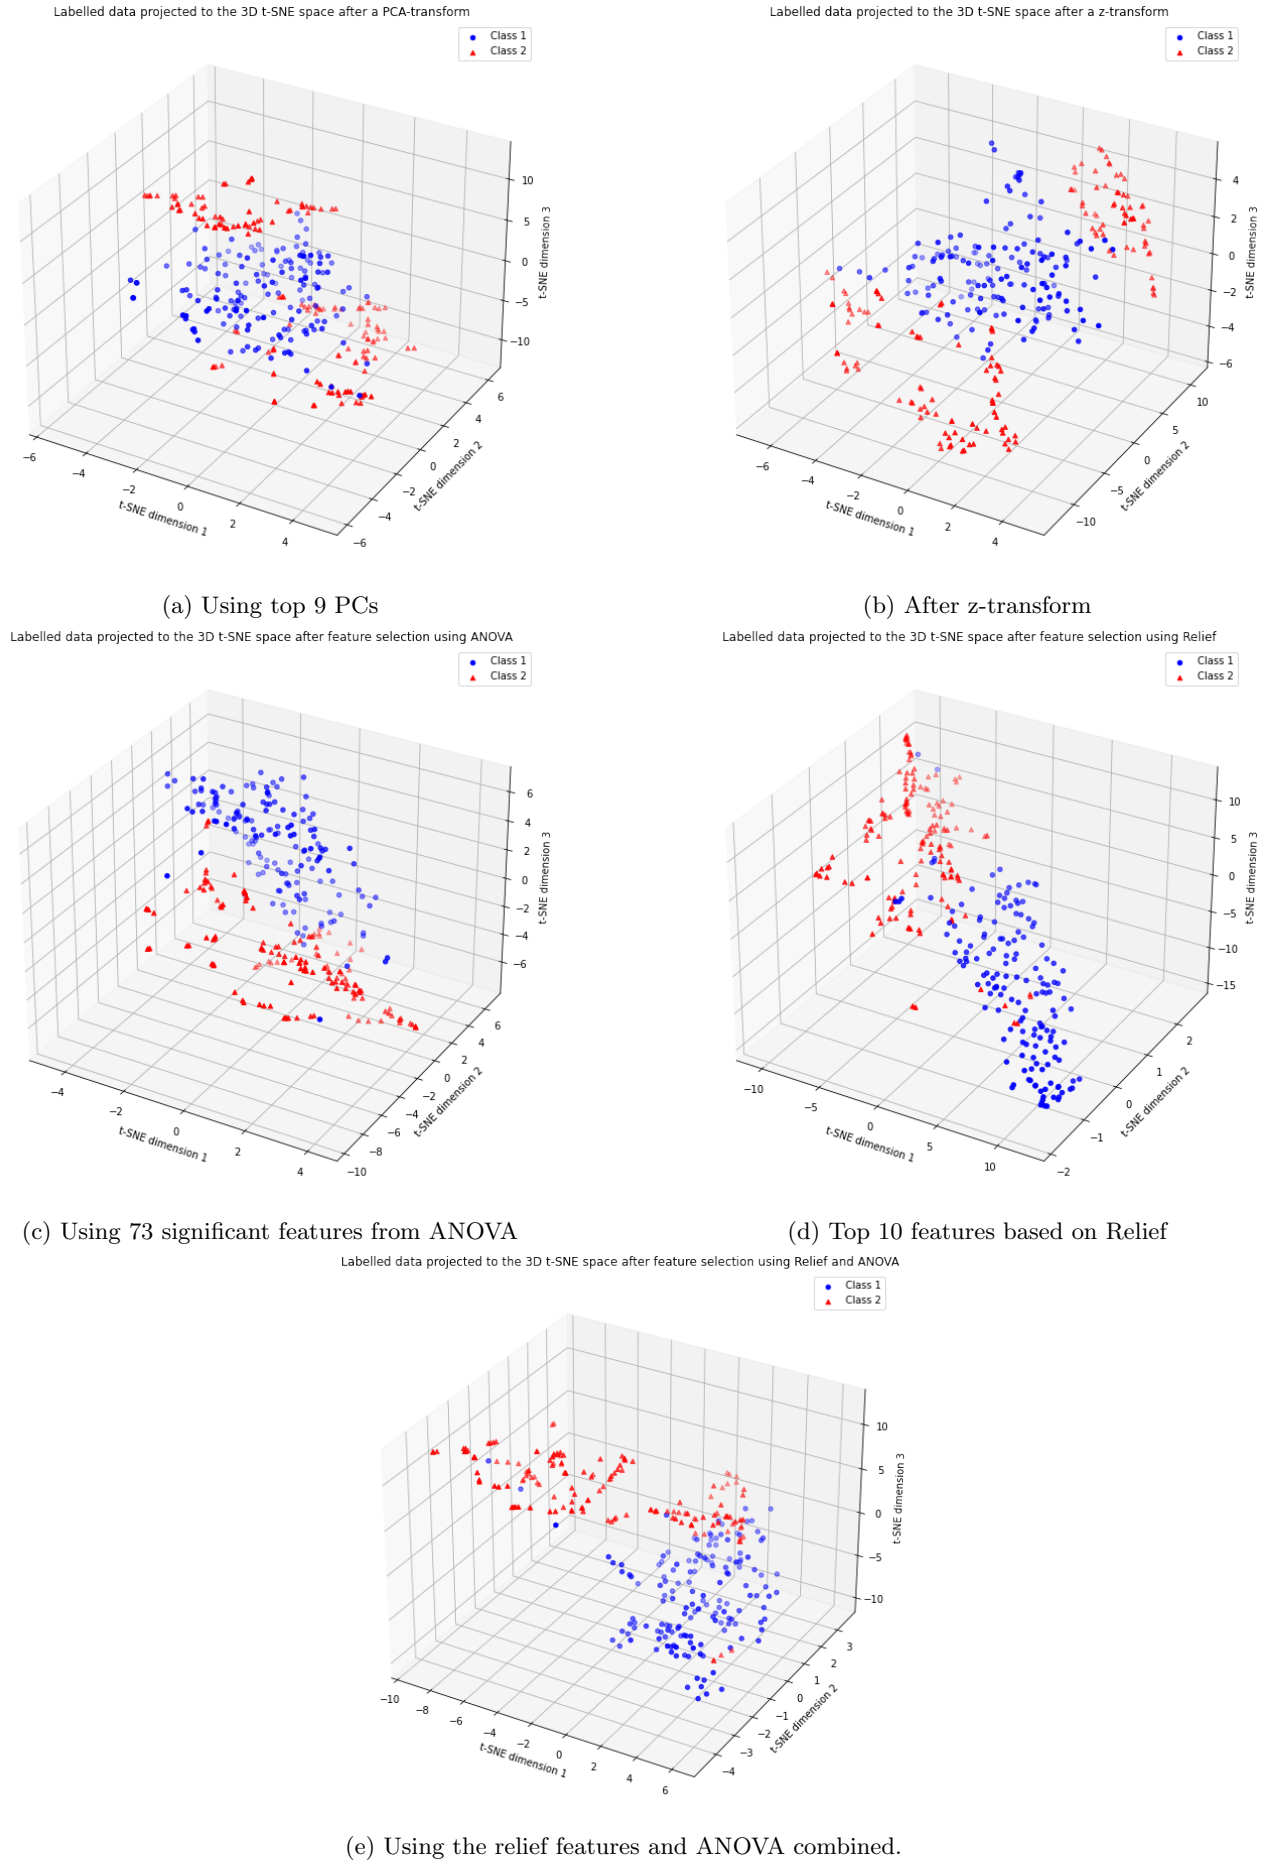 Labelled data projected to the 3D t-SNE space after a PCA-transform
Class 1
Class 2
10
5
0
−5
−10
t-SNE dimension 3
−6
−4
−2
0
2
4
t-SNE dimension 1
−6
−4
−2
0
2
4
6
t-SNE dimension 2
(a) Using top 9 PCs
Labelled data projected to the 3D t-SNE space after a z-transform
Class 1
Class 2
4
2
0
−2
−4
−6
t-SNE dimension 3
−6
−4
−2
0
2
4
t-SNE dimension 1
−10
−5
0
5
10
t-SNE dimension 2
(b) After z-transform
Labelled data projected to the 3D t-SNE space after feature selection using ANOVA
Class 1
Class 2
6
4
2
0
−2
−4
−6
t-SNE dimension 3
−4
−2
0
2
4
t-SNE dimension 1
−10
−8
−6
−4
−2
0
2
4
6
t-SNE dimension 2
(c) Using 73 significant features from ANOVA
Labelled data projected to the 3D t-SNE space after feature selection using Relief
Class 1
Class 2
10
5
0
−5
−10
−15
t-SNE dimension 3
−10
−5
0
5
10
t-SNE dimension 1
−2
−1
0
1
2
t-SNE dimension 2
(d) Top 10 features based on Relief
Labelled data projected to the 3D t-SNE space after feature selection using Relief and ANOVA
Class 1
Class 2
10
5
0
−5
−10
t-SNE dimension 3
−10
−8
−6
−4
−2
0
2
4
6
t-SNE dimension 1
−4
−3
−2
−1
0
1
2
3
t-SNE dimension 2
(e) Using the relief features and ANOVA combined.